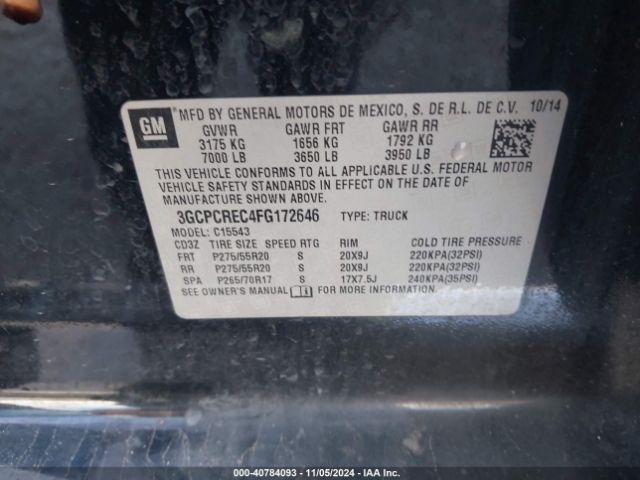 GM
MFD BY GENERAL MOTORS DE MEXICO, S. DE R.L. DE C.V. 10/14
GVWR GAWR FRT GAWR RR
3175 KG 1656 KG 1792 KG
7000 LB 3650 LB 3950 LB
THIS VEHICLE CONFORMS TO ALL APPLICABLE U.S. FEDERAL MOTOR
VEHICLE SAFETY STANDARDS IN EFFECT ON THE DATE OF
MANUFACTURE SHOWN ABOVE.
3GCPCREC4FG172646 TYPE: TRUCK
MODEL: C15543
CD3Z TIRE SIZE SPEED RTG RIM COLD TIRE PRESSURE
FRT P275/55R20 S 20X9J 220KPA(32PSI)
RR P275/55R20 S 20X9J 220KPA(32PSI)
SPA P265/70R17 S 17X7.5J 240KPA(35PSI)
SEE OWNER'S MANUAL FOR MORE INFORMATION.
000 - 40784093 - 11/05/2024 - IAA Inc.